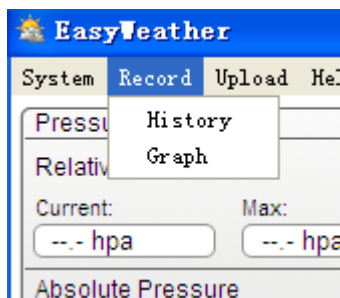 EasyWeather
System Record Upload
History
Graph
Current: Max:
--.- hpa --.- hpa
Absolute Pressure